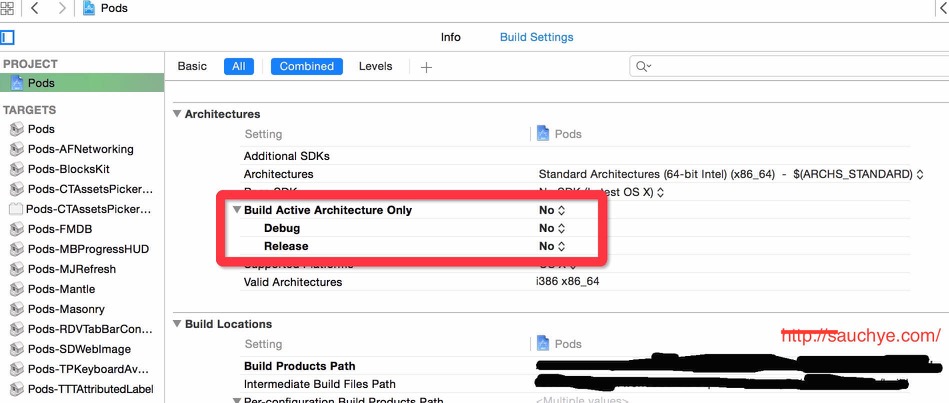 Pods
Info Build Settings
PROJECT
Pods
TARGETS
Pods
Pods-AFNetworking
Pods-BlocksKit
Pods-CTAssetsPicker...
Pods-CTAssetsPicker...
Pods-FMDB
Pods-MBProgressHUD
Pods-MJRefresh
Pods-Mantle
Pods-Masonry
Pods-RDVTabBarCon...
Pods-SDWebImage
Pods-TPKeyboardAv...
Pods-TTTAttributedLabel
Basic All Combined Levels
Architectures
Setting Pods
Additional SDKs
Architectures Standard Architectures (64-bit Intel) (x86_64) - $(ARCHS_STANDARD)
Base SDK No SDK (Latest OS X)
Build Active Architecture Only No
Debug No
Release No
Supported Platforms OS X
Valid Architectures i386 x86_64
Build Locations
http://sauchye.com/
Setting Pods
Build Products Path
Intermediate Build Files Path
Per-configuration Build Products Path <Multiple values>